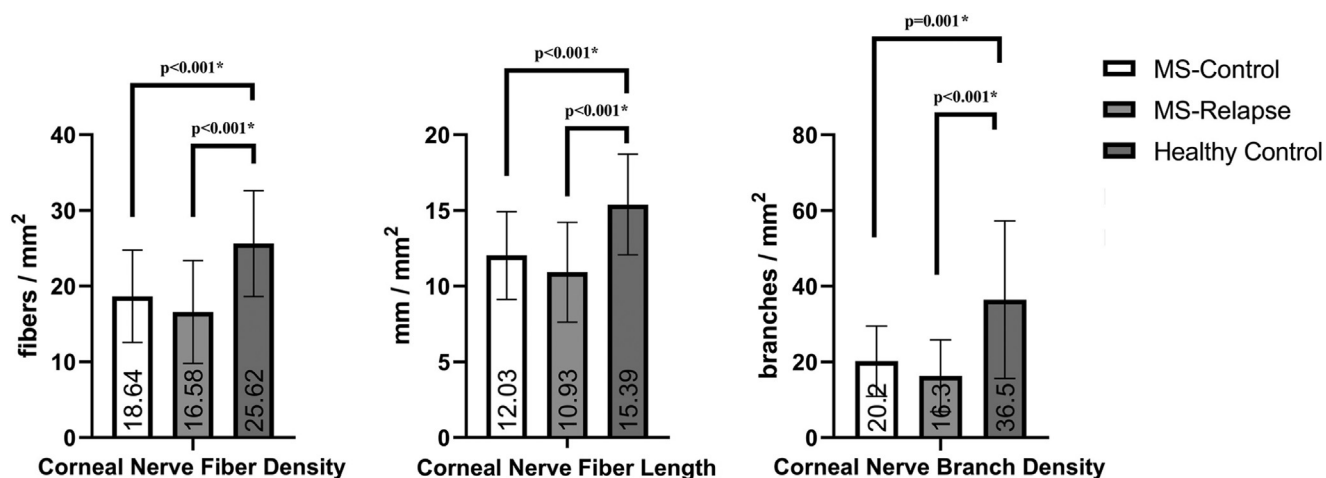 p<0.001*
p<0.001*
40
30
20
10
0
fibers / mm²
18.64
16.58
25.62
Corneal Nerve Fiber Density
p<0.001*
p<0.001*
20
15
10
5
0
mm / mm²
12.03
10.93
15.39
Corneal Nerve Fiber Length
p=0.001*
p<0.001*
80
60
40
20
0
branches / mm²
20.2
16.3
36.5
Corneal Nerve Branch Density
MS-Control
MS-Relapse
Healthy Control